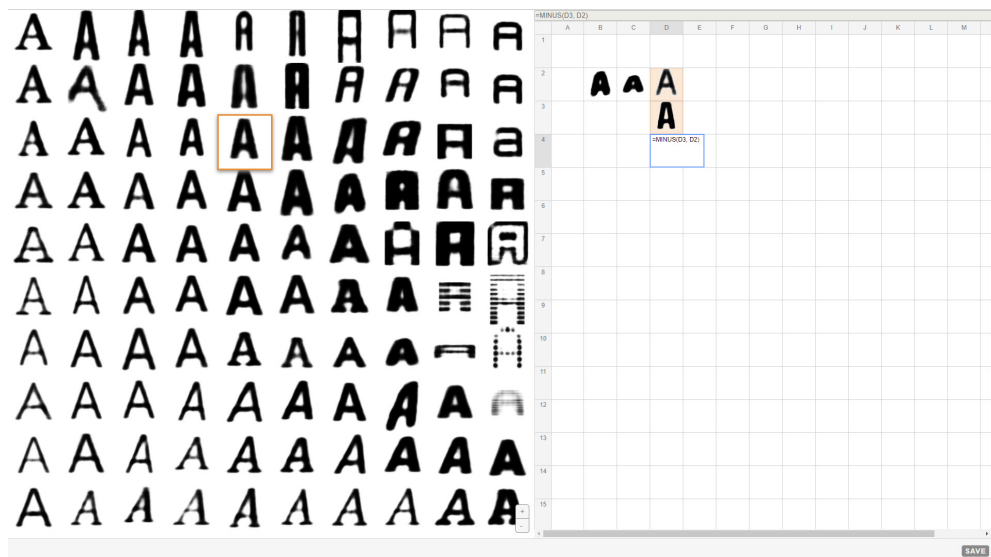 =MINUS(D3, D2)
A B C D E F G H I J K L M
1
A A A A A A A A A A
2 A A A
A A A A A A A A A A
3 A
A A A A A A A A A a
4 =MINUS(D3, D2)
5
A A A A A A A A A A
6
7
A A A A A A A A A A
8
9
A A A A A A A A A A
10
A A A A A A A A A A
11
12
A A A A A A A A A A
13
A A A A A A A A A A
14
15
A A A A A A A A A A
+
-
SAVE